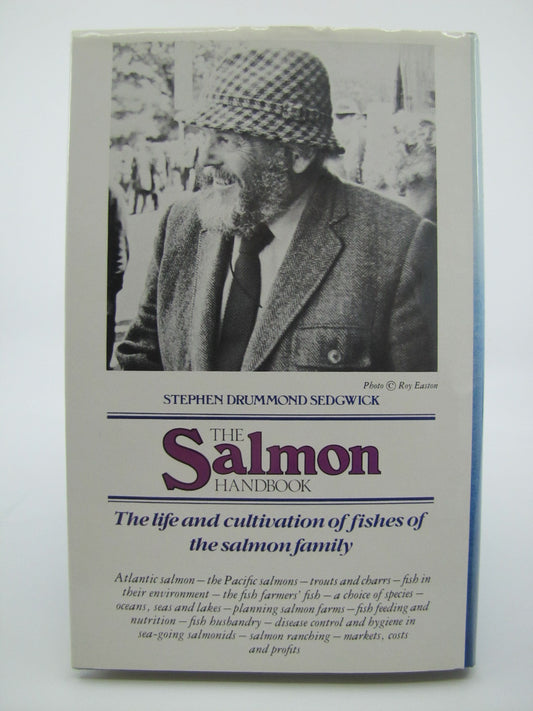 Photo © Roy Easton
STEPHEN DRUMMOND SEDGWICK
THE
Salmon
HANDBOOK
The life and cultivation of fishes of
the salmon family
Atlantic salmon – the Pacific salmons – trouts and charrs – fish in
their environment – the fish farmers' fish – a choice of species –
oceans, seas and lakes – planning salmon farms – fish feeding and
nutrition – fish husbandry – disease control and hygiene in
sea-going salmonids – salmon ranching – markets, costs
and profits